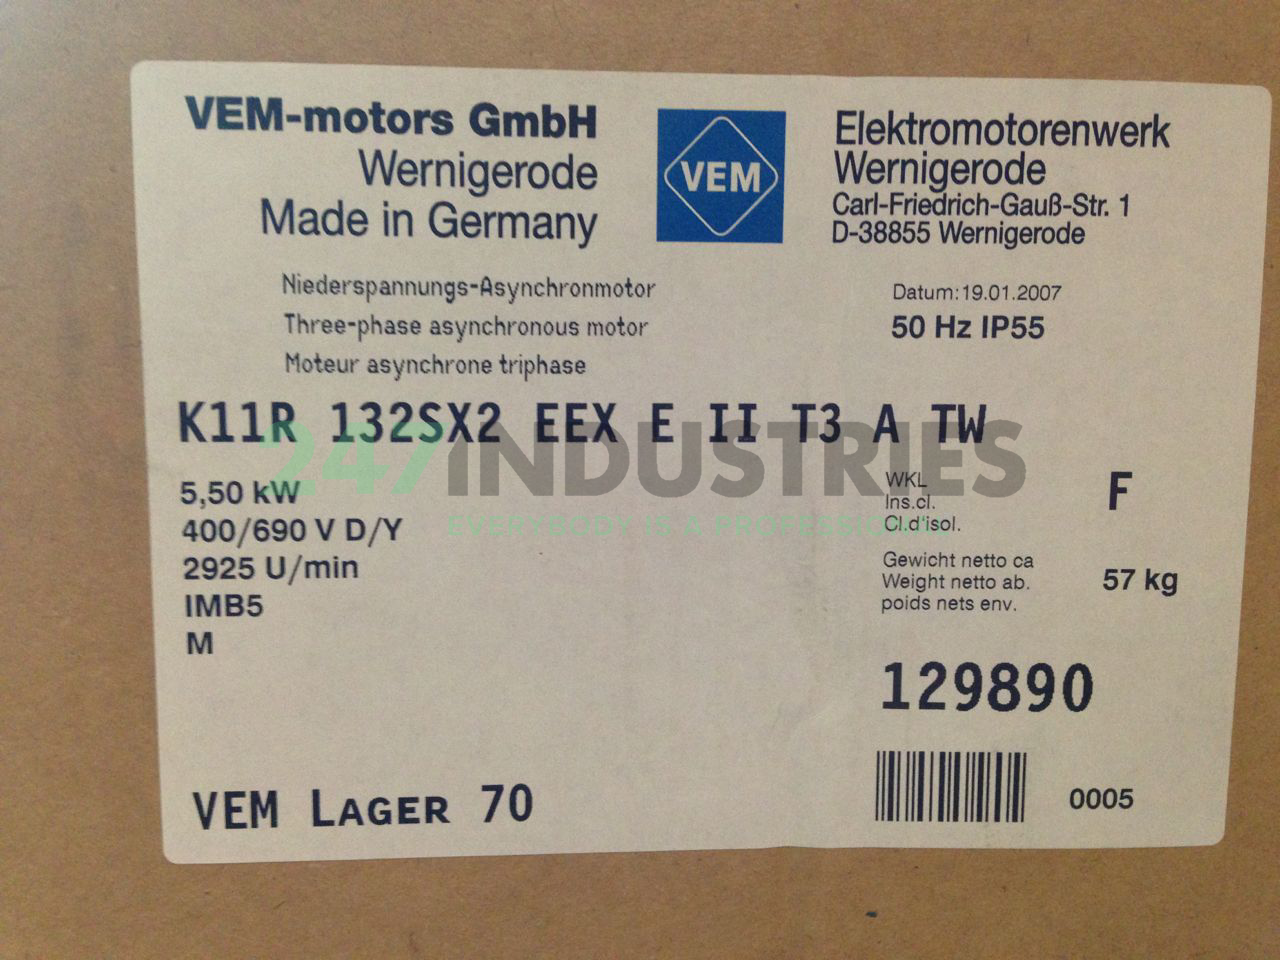 VEM-motors GmbH
Wernigerode
Made in Germany
VEM
Elektromotorenwerk
Wernigerode
Carl-Friedrich-Gauß-Str. 1
D-38855 Wernigerode
Niederspannungs-Asynchronmotor
Three-phase asynchronous motor
Moteur asynchrone triphase
Datum:19.01.2007
50 Hz IP55
K11R 132SX2 EEX E II T3 A TW
247INDUSTRIES
EVERYBODY IS A PROFESSIONAL
5,50 kW
400/690 V D/Y
2925 U/min
IMB5
M
WKL
Ins.cl.
Cl.d'isol.
F
Gewicht netto ca
Weight netto ab.
poids nets env.
57 kg
129890
0005
VEM LAGER 70